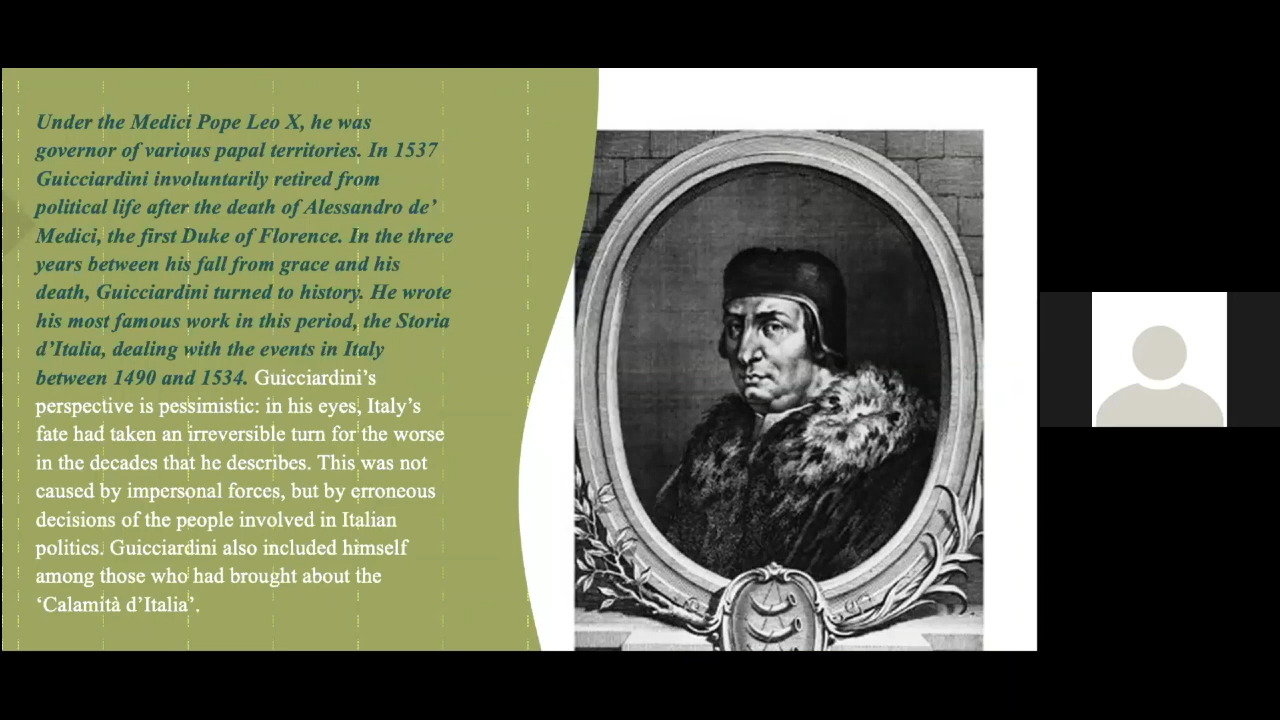 Under the Medici Pope Leo X, he was
governor of various papal territories. In 1537
Guicciardini involuntarily retired from
political life after the death of Alessandro de’
Medici, the first Duke of Florence. In the three
years between his fall from grace and his
death, Guicciardini turned to history. He wrote
his most famous work in this period, the Storia
d’Italia, dealing with the events in Italy
between 1490 and 1534. Guicciardini’s
perspective is pessimistic: in his eyes, Italy’s
fate had taken an irreversible turn for the worse
in the decades that he describes. This was not
caused by impersonal forces, but by erroneous
decisions of the people involved in Italian
politics. Guicciardini also included himself
among those who had brought about the
‘Calamità d’Italia’.